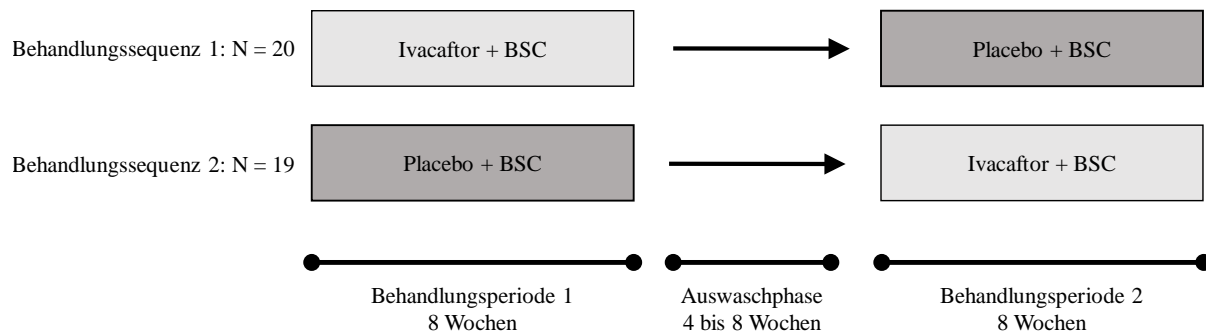 Behandlungssequenz 1: N = 20
Ivacaftor + BSC
Placebo + BSC
Behandlungssequenz 2: N = 19
Placebo + BSC
Ivacaftor + BSC
Behandlungsperiode 1
8 Wochen
Auswaschphase
4 bis 8 Wochen
Behandlungsperiode 2
8 Wochen